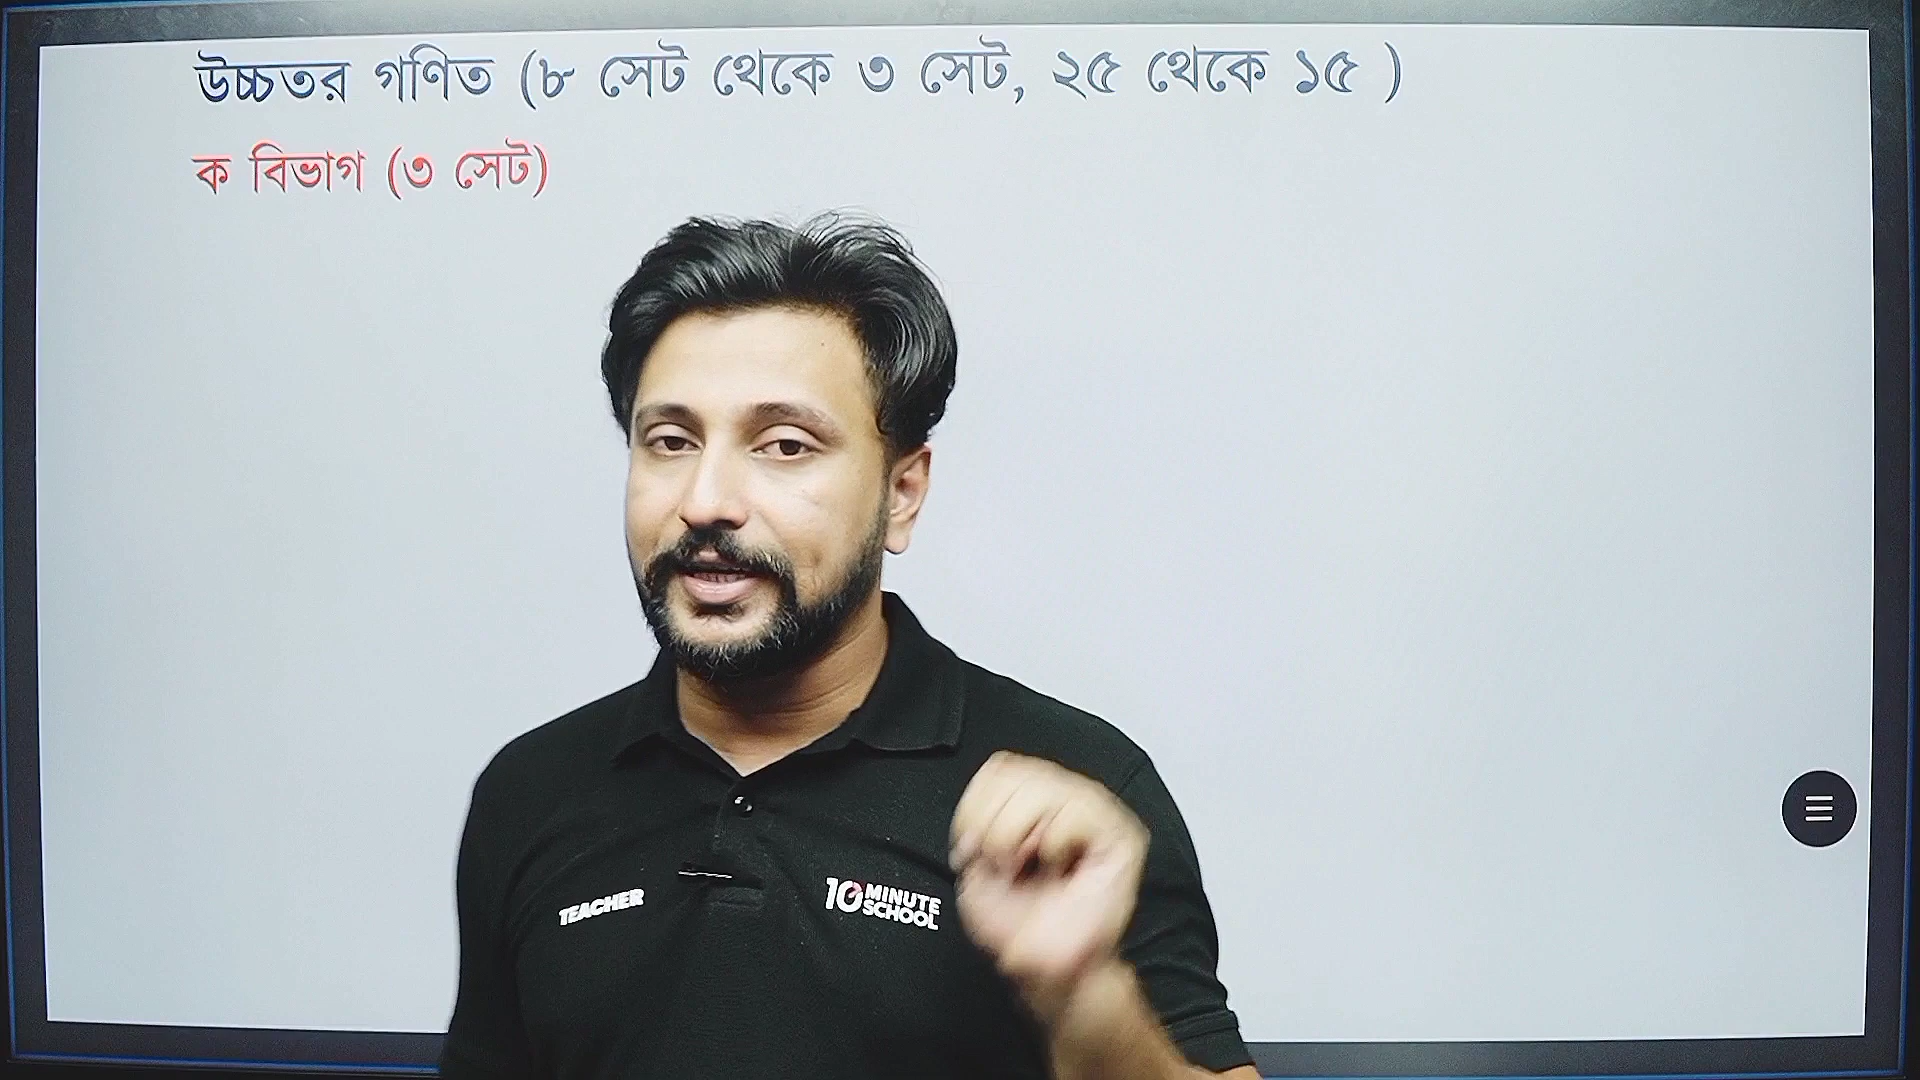 উচ্চতর গণিত (৮ সেট থেকে ৩ সেট, ২৫ থেকে ১৫ )
ক বিভাগ (৩ সেট)
TEACHER
10 MINUTE SCHOOL